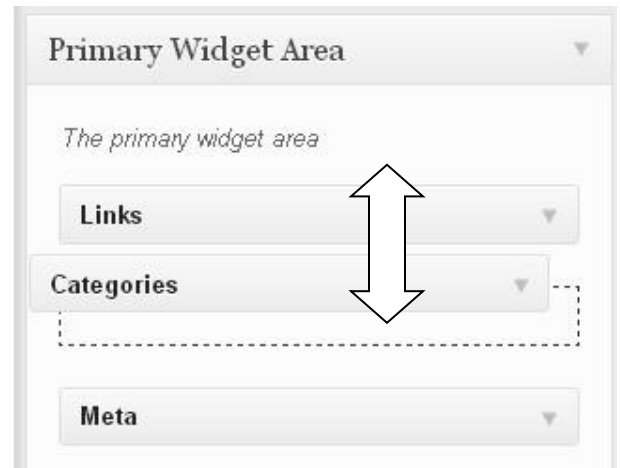 Primary Widget Area
The primary widget area
Links
Categories
Meta